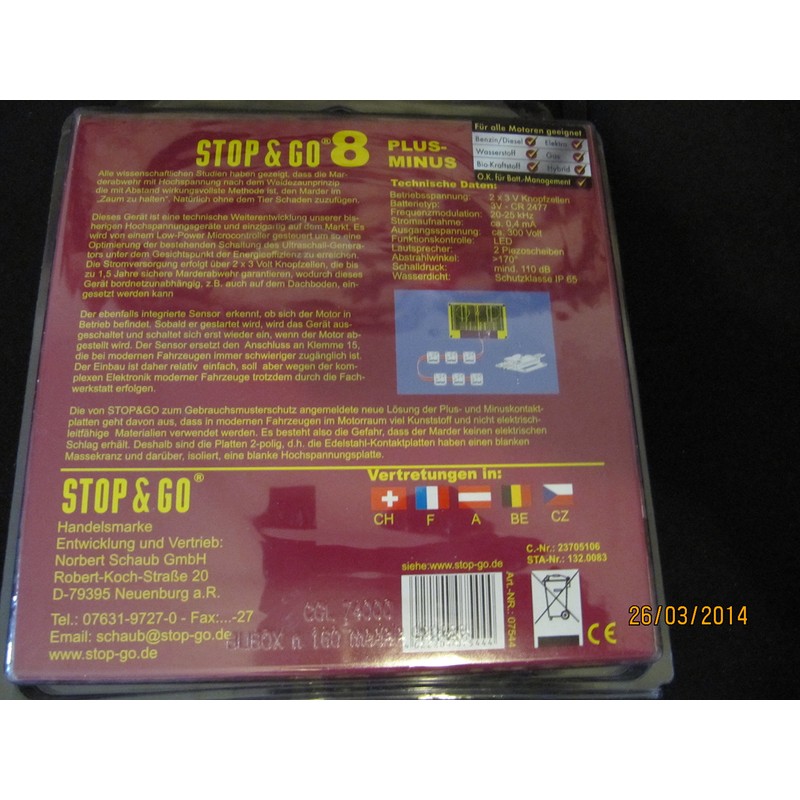 STOP & GO® 8 PLUS-
MINUS
Für alle Motoren geeignet
Benzin/Diesel Elektro
Wasserstoff Gas
Bio-Kraftstoff Hybrid
O.K. für Batt.-Management
Alle wissenschaftlichen Studien haben gezeigt, dass die Mar-
derabwehr mit Hochspannung nach dem Weidezaunprinzip
die mit Abstand wirkungsvollste Methode ist, den Marder im
„Zaum zu halten". Natürlich ohne dem Tier Schaden zuzufügen.
Dieses Gerät ist eine technische Weiterentwicklung unserer bis-
herigen Hochspannungsgeräte und einzigartig auf dem Markt. Es
wird von einem Low-Power Microcontroller gesteuert um so eine
Optimierung der bestehenden Schaltung des Ultraschall-Genera-
tors unter dem Gesichtspunkt der Energieeffizienz zu erreichen.
Die Stromversorgung erfolgt über 2 x 3 Volt Knopfzellen, die bis
zu 1,5 Jahre sichere Marderabwehr garantieren, wodurch dieses
Gerät bordnetzunabhängig, z.B. auch auf dem Dachboden, ein-
gesetzt werden kann
Der ebenfalls integrierte Sensor erkennt, ob sich der Motor in
Betrieb befindet. Sobald er gestartet wird, wird das Gerät aus-
geschaltet und schaltet sich erst wieder ein, wenn der Motor ab-
gestellt wird. Der Sensor ersetzt den Anschluss an Klemme 15,
die bei modernen Fahrzeugen immer schwieriger zugänglich ist.
Der Einbau ist daher relativ einfach, soll aber wegen der kom-
plexen Elektronik moderner Fahrzeuge trotzdem durch die Fach-
werkstatt erfolgen.
Technische Daten:
Betriebsspannung: 2 x 3 V Knopfzellen
Batterietyp: 3V - CR 2477
Frequenzmodulation: 20-25 kHz
Stromaufnahme: ca. 0,4 mA
Ausgangsspannung: ca. 300 Volt
Funktionskontrolle: LED
Lautsprecher: 2 Piezoscheiben
Abstrahlwinkel: >170°
Schalldruck: mind. 110 dB
Wasserdicht: Schutzklasse IP 65
Die von STOP&GO zum Gebrauchsmusterschutz angemeldete neue Lösung der Plus- und Minuskontakt-
platten geht davon aus, dass in modernen Fahrzeugen im Motorraum viel Kunststoff und nicht elektrisch-
leitfähige Materialien verwendet werden. Es besteht also die Gefahr, dass der Marder keinen elektrischen
Schlag erhält. Deshalb sind die Platten 2-polig, d.h. die Edelstahl-Kontaktplatten haben einen blanken
Massekranz und darüber, isoliert, eine blanke Hochspannungsplatte.
STOP & GO®
Handelsmarke
Entwicklung und Vertrieb:
Norbert Schaub GmbH
Robert-Koch-Straße 20
D-79395 Neuenburg a.R.
Tel.: 07631-9727-0 - Fax:...-27
Email: schaub@stop-go.de
www.stop-go.de
Vertretungen in:
CH F A BE CZ
C.-Nr.: 23705106
STA-Nr.: 132.0083
siehe:www.stop-go.de
Art.-NR.: 07544
CE
26/03/2014